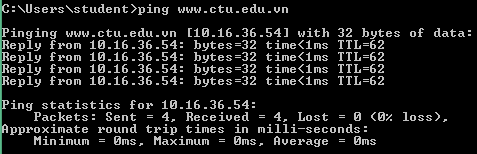 C:\Users\student>ping www.ctu.edu.vn
Pinging www.ctu.edu.vn [10.16.36.54] with 32 bytes of data:
Reply from 10.16.36.54: bytes=32 time<1ms TTL=62
Reply from 10.16.36.54: bytes=32 time<1ms TTL=62
Reply from 10.16.36.54: bytes=32 time<1ms TTL=62
Reply from 10.16.36.54: bytes=32 time<1ms TTL=62
Ping statistics for 10.16.36.54:
    Packets: Sent = 4, Received = 4, Lost = 0 (0% loss),
Approximate round trip times in milli-seconds:
    Minimum = 0ms, Maximum = 0ms, Average = 0ms